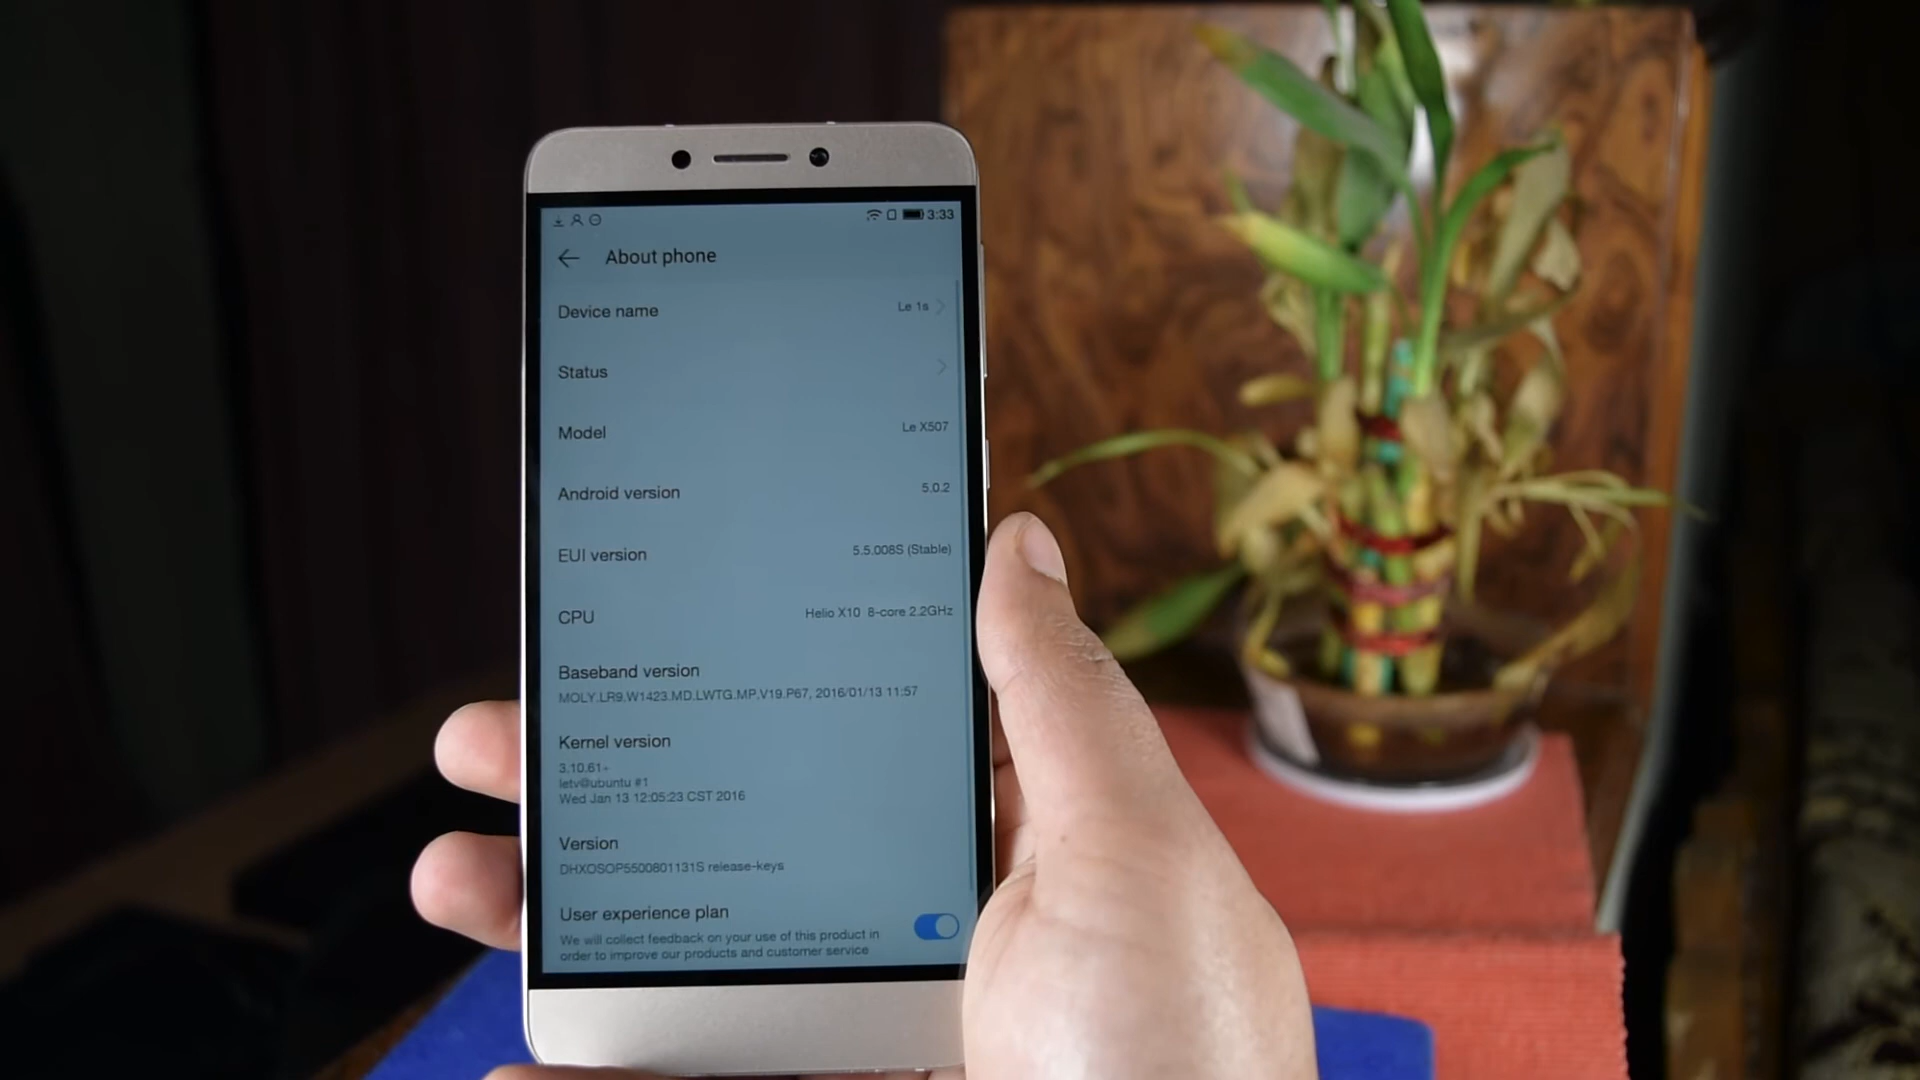 3:33
About phone
Device name Le 1s
Status
Model Le X507
Android version 5.0.2
EUI version 5.5.008S (Stable)
CPU Helio X10 8-core 2.2GHz
Baseband version
MOLY.LR9.W1423.MD.LWTG.MP.V19.P67, 2016/01/13 11:57
Kernel version
3.10.61+
letv@ubuntu #1
Wed Jan 13 12:05:23 CST 2016
Version
DHXOSOP5500801131S release-keys
User experience plan
We will collect feedback on your use of this product in
order to improve our products and customer service